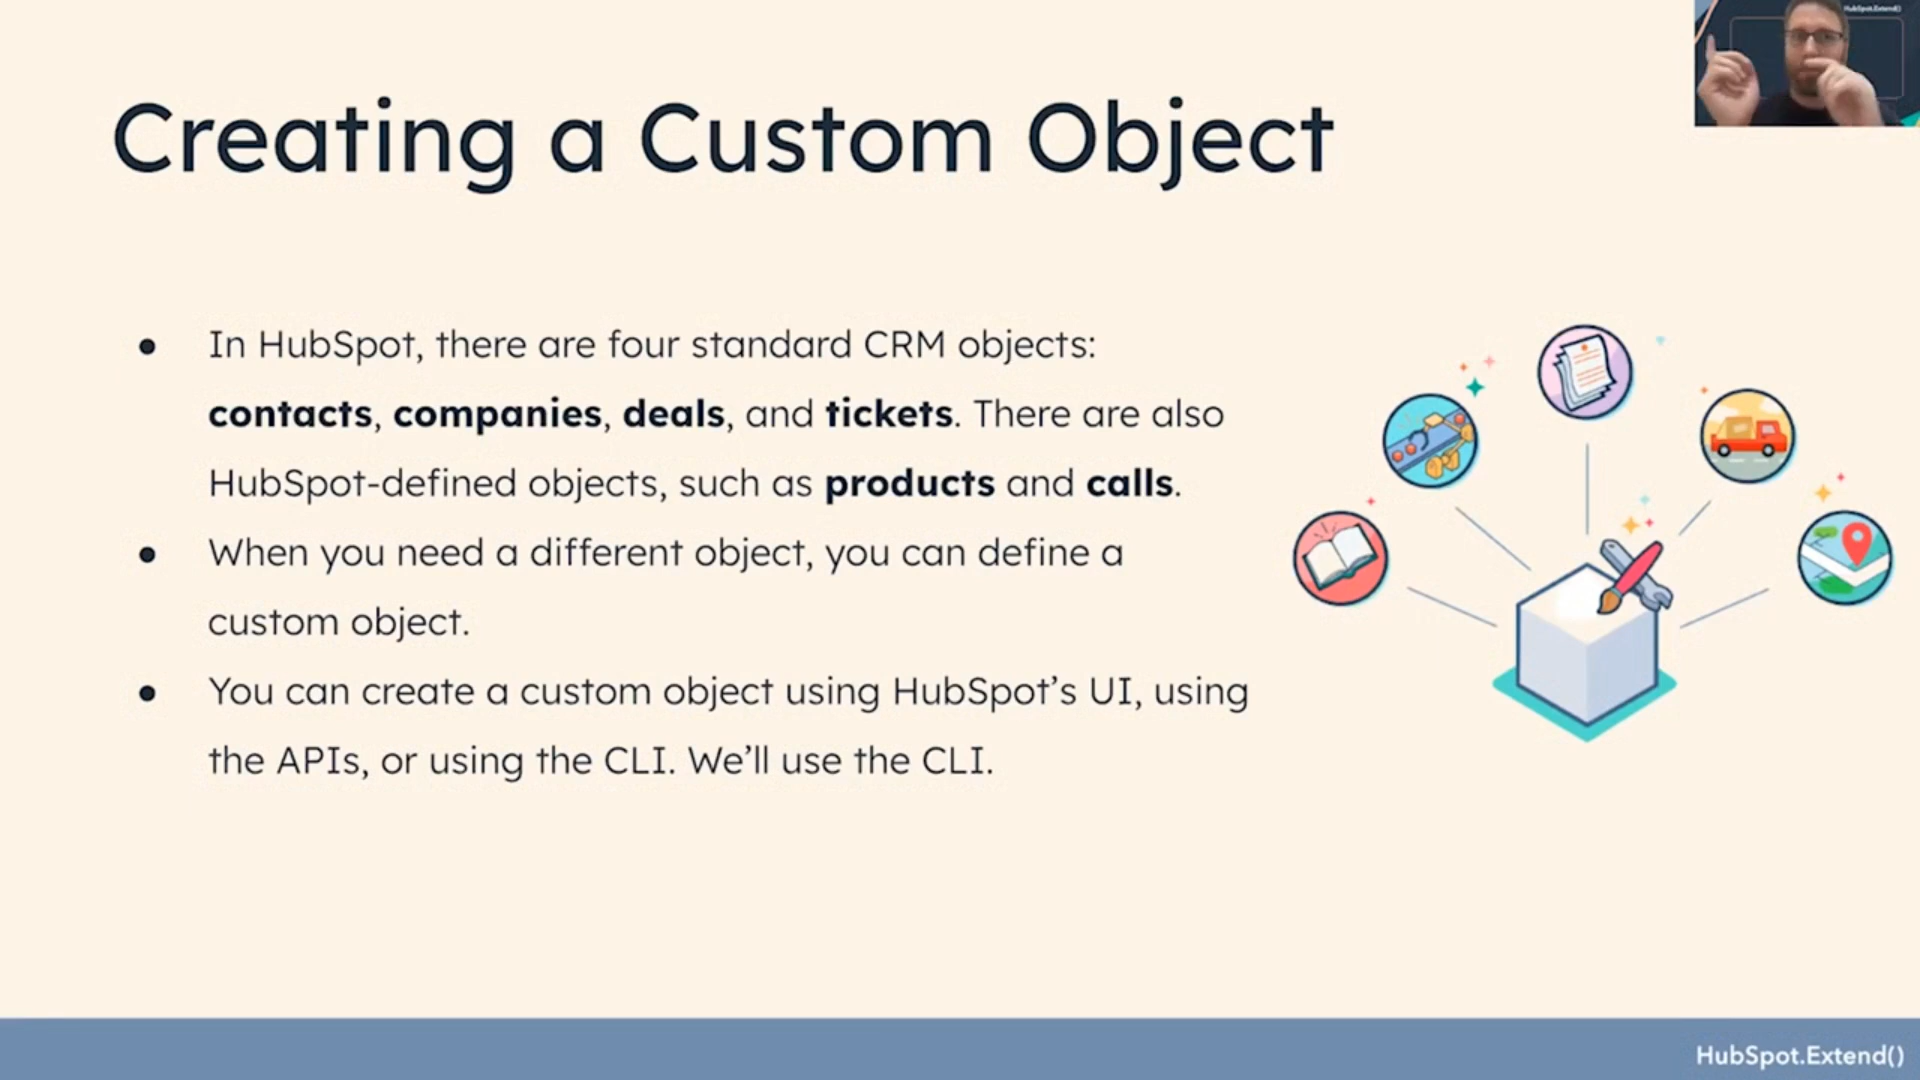 HubSpot.Extend()
Creating a Custom Object
● In HubSpot, there are four standard CRM objects:
contacts, companies, deals, and tickets. There are also
HubSpot-defined objects, such as products and calls.
● When you need a different object, you can define a
custom object.
● You can create a custom object using HubSpot’s UI, using
the APIs, or using the CLI. We’ll use the CLI.
HubSpot.Extend()